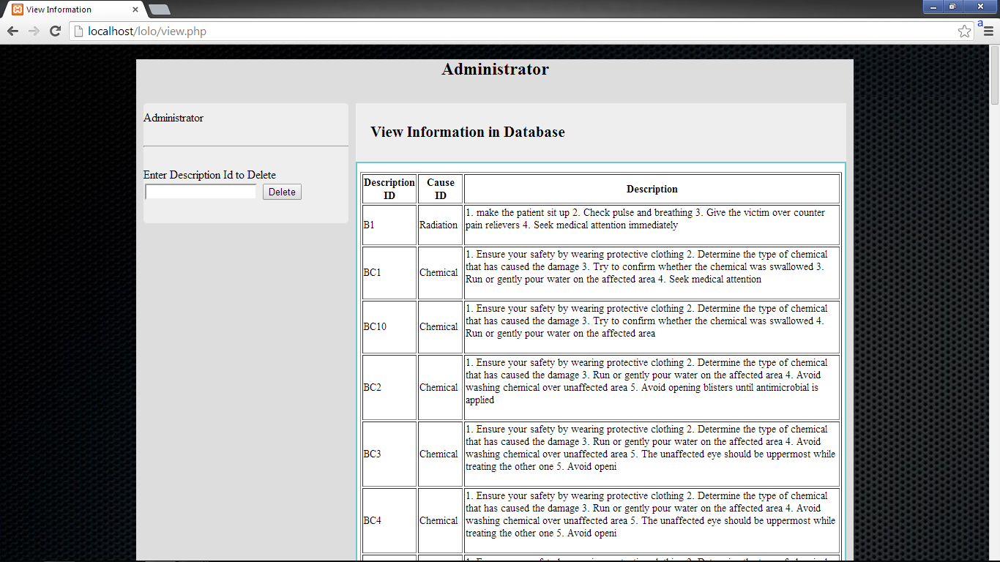 View Information
localhost/lolo/view.php
a
Administrator
Administrator
Enter Description Id to Delete
Delete
View Information in Database
Description ID
Cause ID
Description
B1
Radiation
1. make the patient sit up 2. Check pulse and breathing 3. Give the victim over counter
pain relievers 4. Seek medical attention immediately
BC1
Chemical
1. Ensure your safety by wearing protective clothing 2. Determine the type of chemical
that has caused the damage 3. Try to confirm whether the chemical was swallowed 3.
Run or gently pour water on the affected area 4. Seek medical attention
BC10
Chemical
1. Ensure your safety by wearing protective clothing 2. Determine the type of chemical
that has caused the damage 3. Try to confirm whether the chemical was swallowed 4.
Run or gently pour water on the affected area
BC2
Chemical
1. Ensure your safety by wearing protective clothing 2. Determine the type of chemical
that has caused the damage 3. Run or gently pour water on the affected area 4. Avoid
washing chemical over unaffected area 5. Avoid opening blisters until antimicrobial is
applied
BC3
Chemical
1. Ensure your safety by wearing protective clothing 2. Determine the type of chemical
that has caused the damage 3. Run or gently pour water on the affected area 4. Avoid
washing chemical over unaffected area 5. The unaffected eye should be uppermost while
treating the other one 5. Avoid openi
BC4
Chemical
1. Ensure your safety by wearing protective clothing 2. Determine the type of chemical
that has caused the damage 3. Run or gently pour water on the affected area 4. Avoid
washing chemical over unaffected area 5. The unaffected eye should be uppermost while
treating the other one 5. Avoid openi